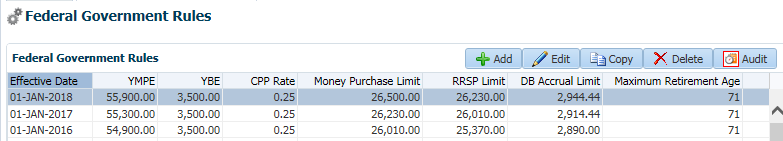 Federal Government Rules
Federal Government Rules Add Edit Copy Delete Audit
Effective Date YMPE YBE CPP Rate Money Purchase Limit RRSP Limit DB Accrual Limit Maximum Retirement Age
01-JAN-2018 55,900.00 3,500.00 0.25 26,500.00 26,230.00 2,944.44 71
01-JAN-2017 55,300.00 3,500.00 0.25 26,230.00 26,010.00 2,914.44 71
01-JAN-2016 54,900.00 3,500.00 0.25 26,010.00 25,370.00 2,890.00 71